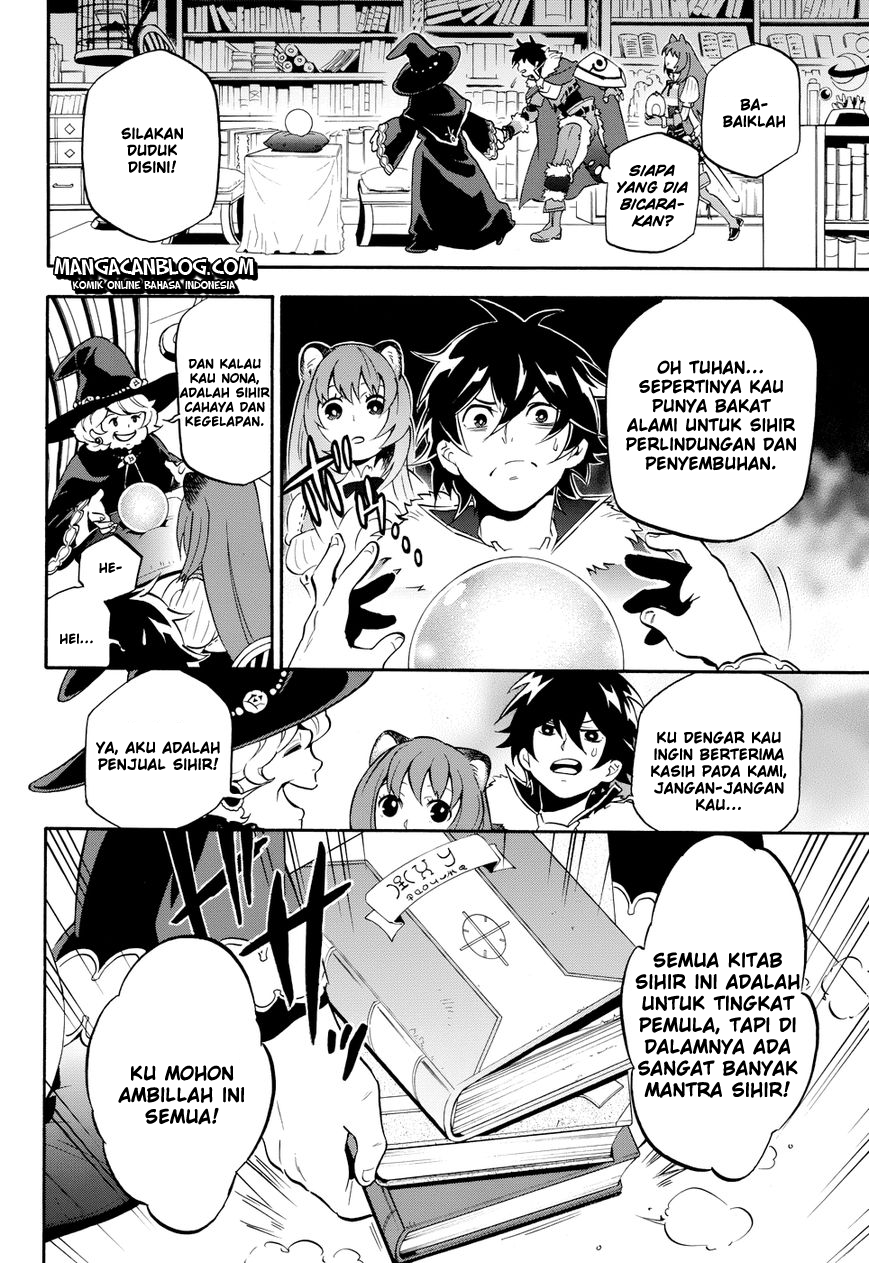 BA-
BAIKLAH
SIAPA
YANG DIA
BICARA-
KAN?
SILAKAN
DUDUK
DISINI!
MANGACANBLOG.COM
KOMIK ONLINE BAHASA INDONESIA
OH TUHAN...
SEPERTINYA KAU
PUNYA BAKAT
ALAMI UNTUK SIHIR
PERLINDUNGAN DAN
PENYEMBUHAN.
DAN KALAU
KAU NONA,
ADALAH SIHIR
CAHAYA DAN
KEGELAPAN.
HE-
HEI...
KU DENGAR KAU
INGIN BERTERIMA
KASIH PADA KAMI,
JANGAN-JANGAN
KAU...
YA, AKU ADALAH
PENJUAL SIHIR!
SEMUA KITAB
SIHIR INI ADALAH
UNTUK TINGKAT
PEMULA, TAPI DI
DALAMNYA ADA
SANGAT BANYAK
MANTRA SIHIR!
KU MOHON
AMBILLAH INI
SEMUA!